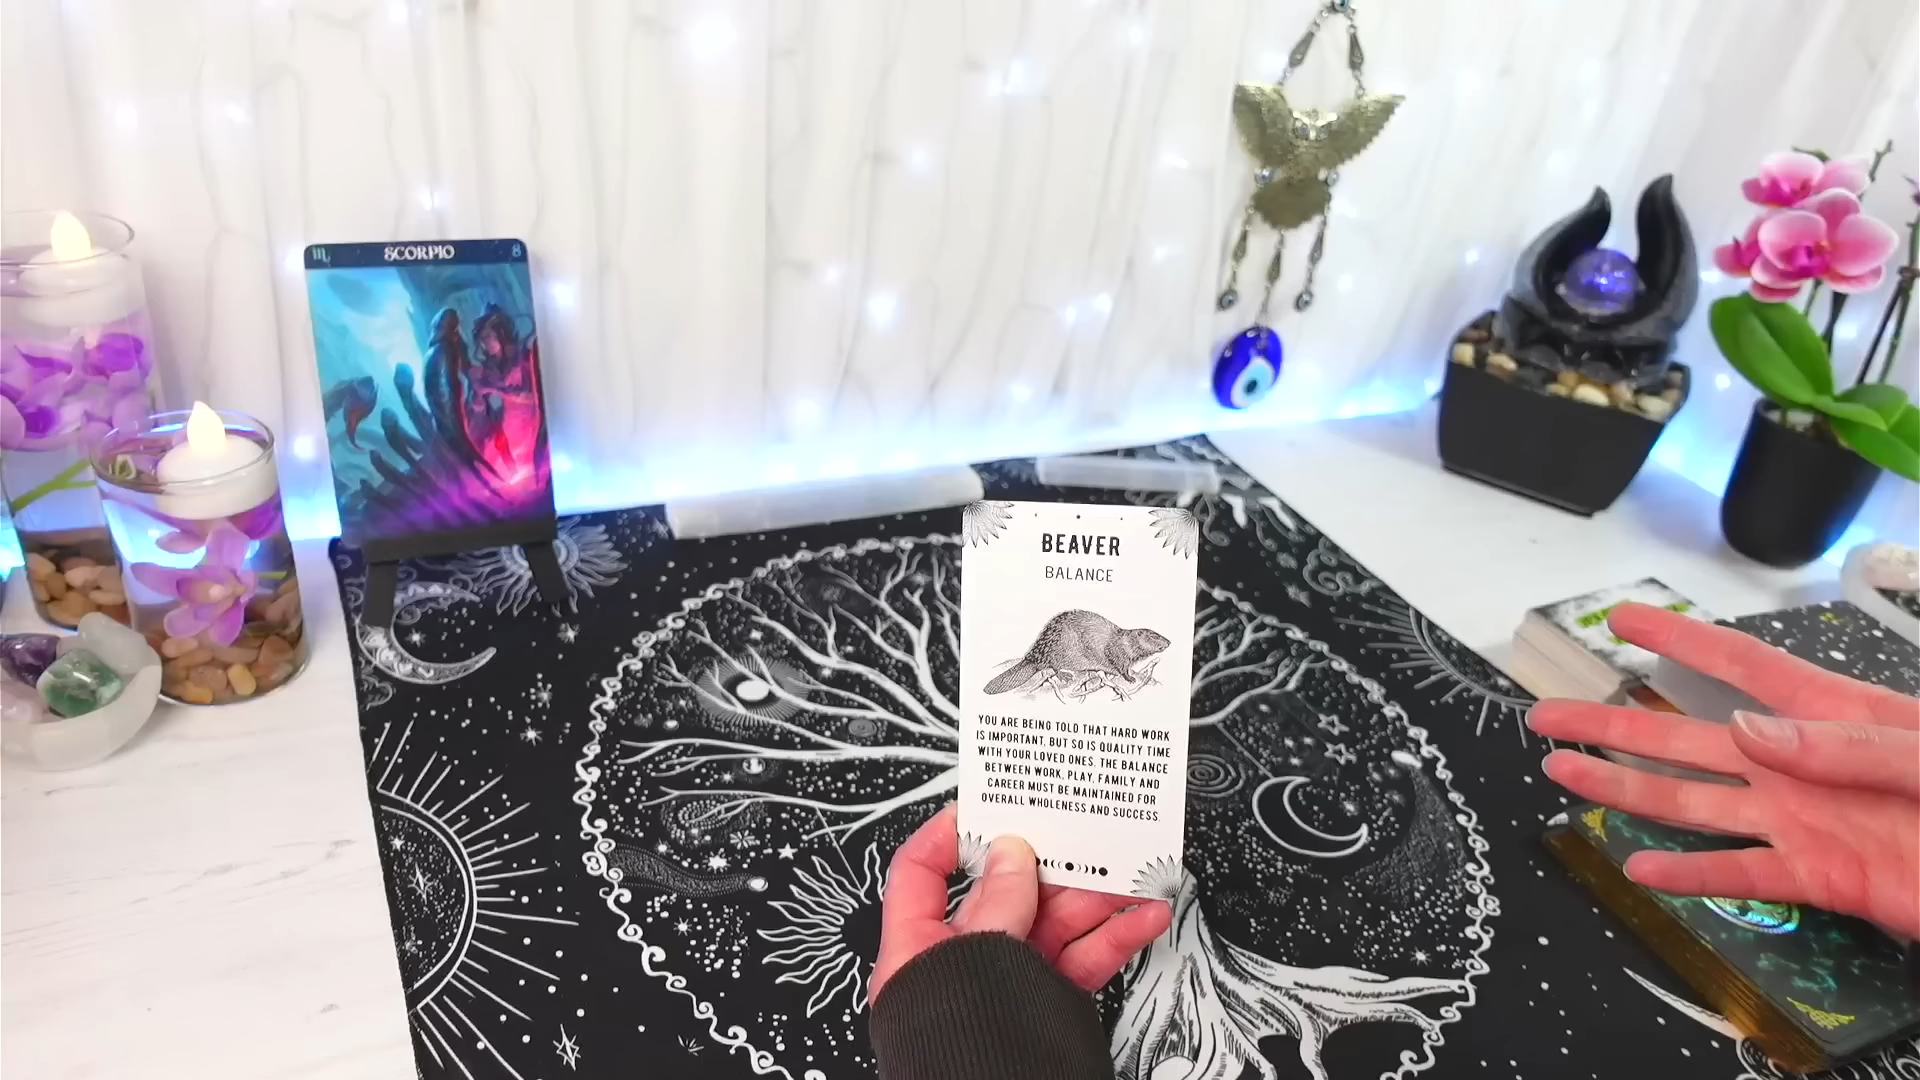 SCORPIO
8
BEAVER
BALANCE
YOU ARE BEING TOLD THAT HARD WORK
IS IMPORTANT, BUT SO IS QUALITY TIME
WITH YOUR LOVED ONES. THE BALANCE
BETWEEN WORK, PLAY, FAMILY AND
CAREER MUST BE MAINTAINED FOR
OVERALL WHOLENESS AND SUCCESS.